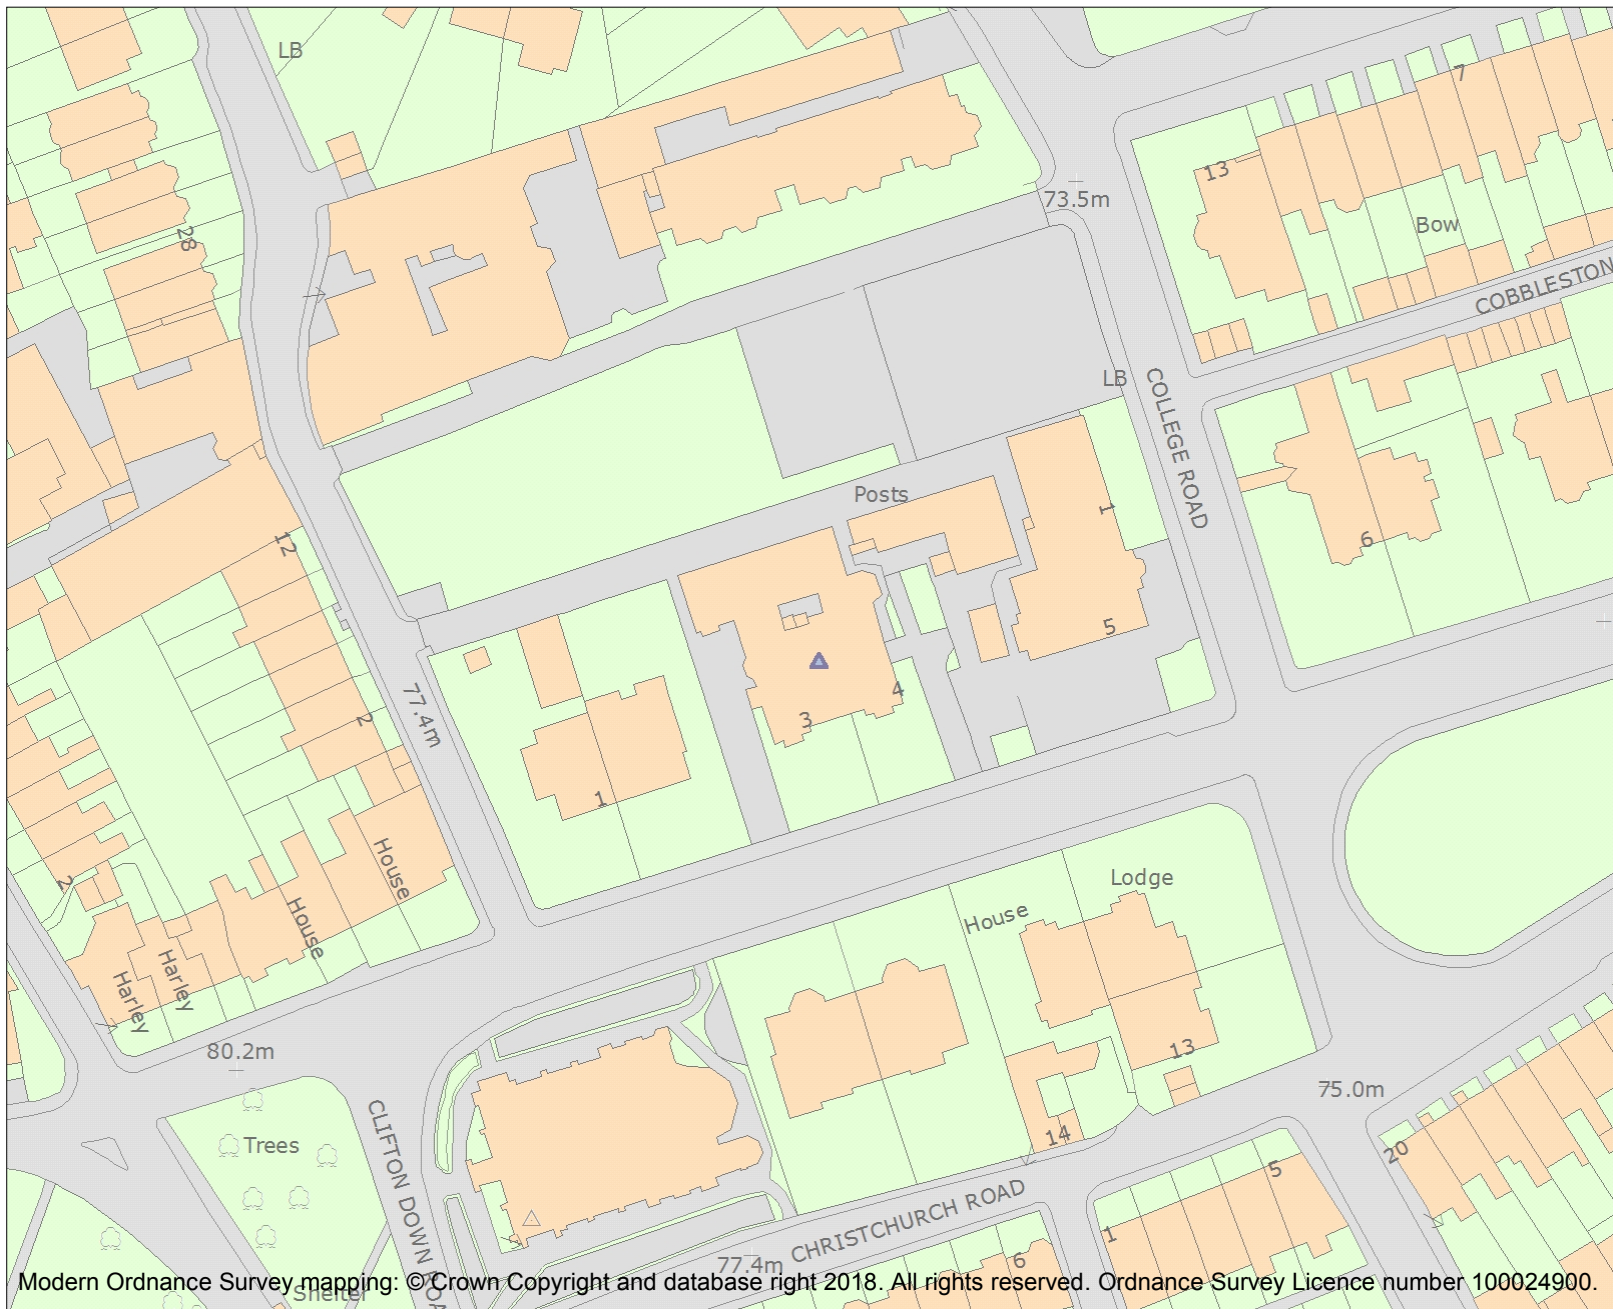 LB
7
13
73.5m
Bow
28
COBBLESTON
LB
COLLEGE ROAD
Posts
1
12
6
5
4
77.4m
3
2
1
House
2
Lodge
House
House
Harley
Harley
13
80.2m
75.0m
Trees
14
20
CLIFTON DOWN ROA
5
CHRISTCHURCH ROAD
1
77.4m
6
Shelter
Modern Ordnance Survey mapping: © Crown Copyright and database right 2018. All rights reserved. Ordnance Survey Licence number 100024900.